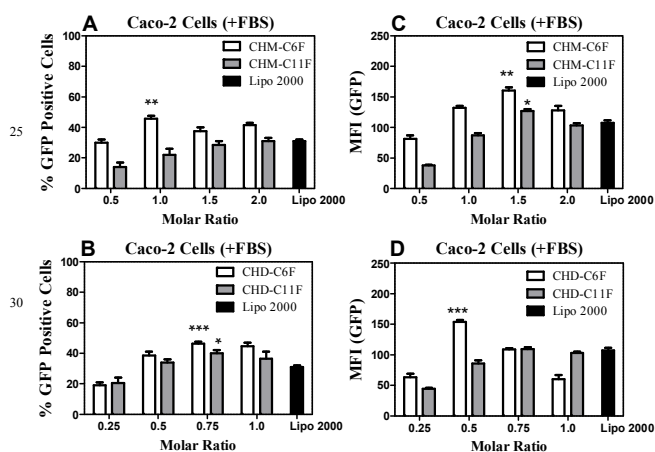 A Caco-2 Cells (+FBS)
100
80
60
40
20
0
% GFP Positive Cells
CHM-C6F
CHM-C11F
Lipo 2000
**
0.5 1.0 1.5 2.0 Lipo 2000
Molar Ratio
25
C Caco-2 Cells (+FBS)
250
200
150
100
50
0
MFI (GFP)
CHM-C6F
CHM-C11F
Lipo 2000
**
*
0.5 1.0 1.5 2.0 Lipo 2000
Molar Ratio
B Caco-2 Cells (+FBS)
100
80
60
40
20
0
% GFP Positive Cells
CHD-C6F
CHD-C11F
Lipo 2000
***
*
0.25 0.5 0.75 1.0 Lipo 2000
Molar Ratio
30
D Caco-2 Cells (+FBS)
250
200
150
100
50
0
MFI (GFP)
CHD-C6F
CHD-C11F
Lipo 2000
***
0.25 0.5 0.75 1.0 Lipo 2000
Molar Ratio